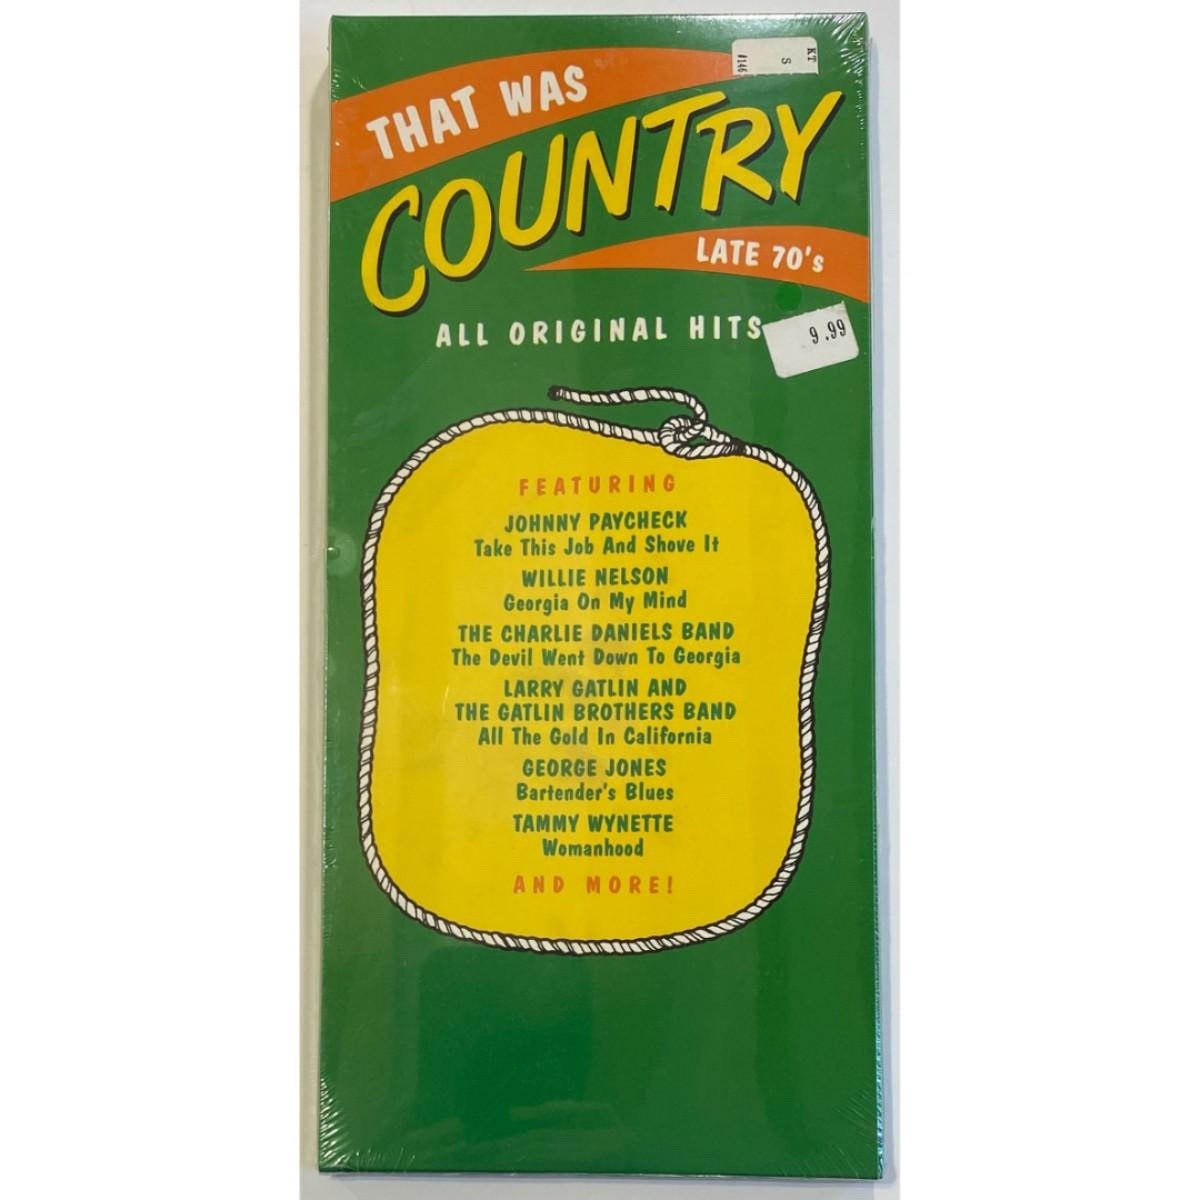 KT
S
#146
THAT WAS
COUNTRY
LATE 70's
ALL ORIGINAL HITS
9.99
FEATURING
JOHNNY PAYCHECK
Take This Job And Shove It
WILLIE NELSON
Georgia On My Mind
THE CHARLIE DANIELS BAND
The Devil Went Down To Georgia
LARRY GATLIN AND
THE GATLIN BROTHERS BAND
All The Gold In California
GEORGE JONES
Bartender's Blues
TAMMY WYNETTE
Womanhood
AND MORE!